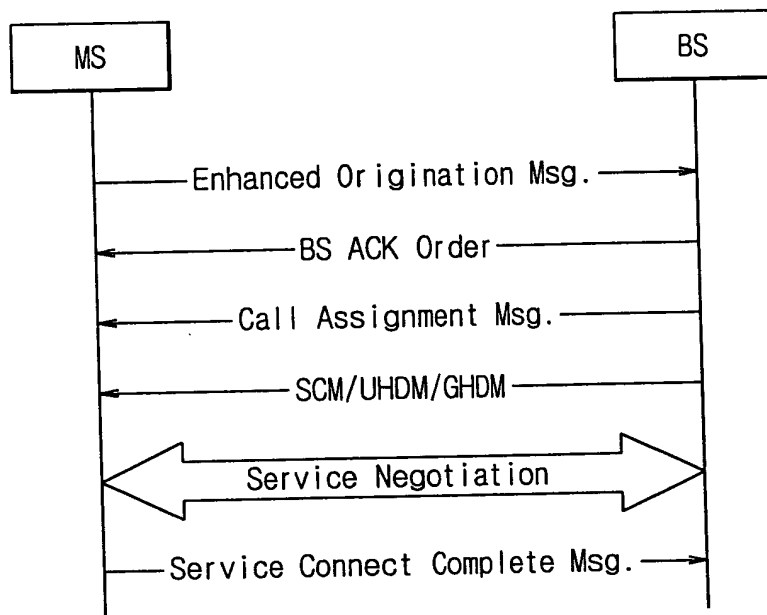 MS
BS
Enhanced Origination Msg.
BS ACK Order
Call Assignment Msg.
SCM/UHDM/GHDM
Service Negotiation
Service Connect Complete Msg.